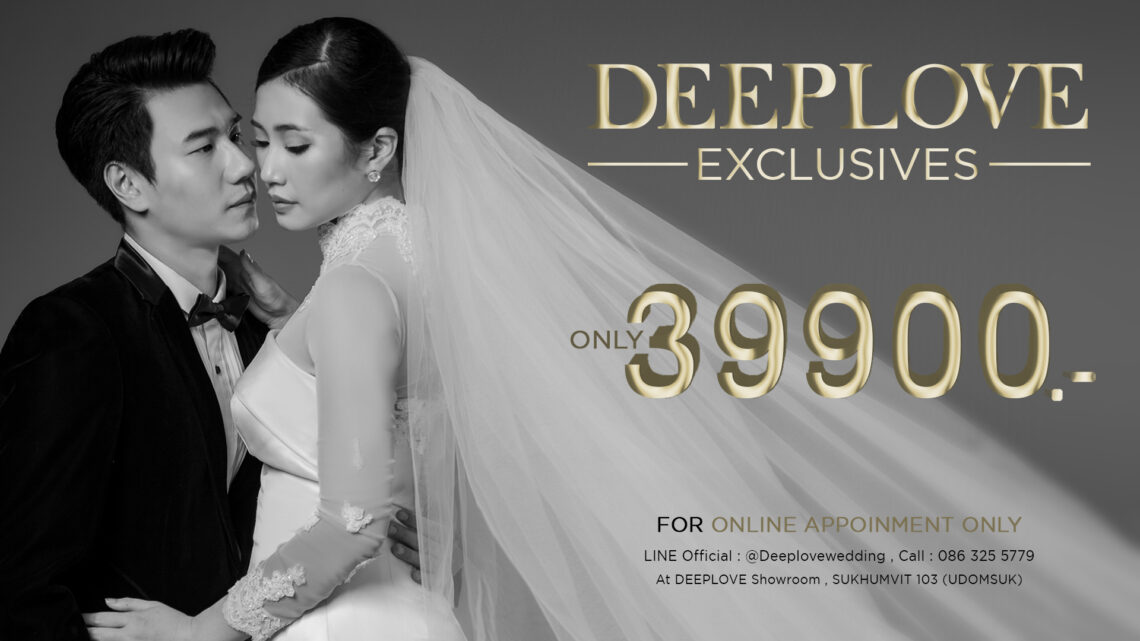 DEEPLOVE
EXCLUSIVES
ONLY 39900.-
FOR ONLINE APPOINMENT ONLY
LINE Official : @Deeplovewedding , Call : 086 325 5779
At DEEPLOVE Showroom , SUKHUMVIT 103 (UDOMSUK)